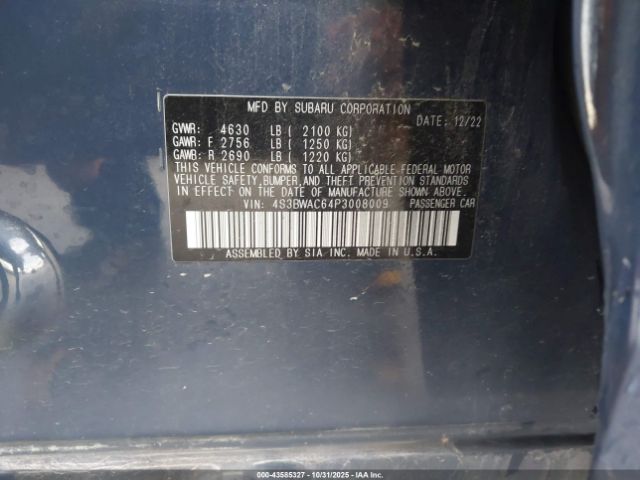 MFD BY SUBARU CORPORATION
DATE: 12/22
GVWR: 4630 LB ( 2100 KG)
GAWR: F 2756 LB ( 1250 KG)
GAWR: R 2690 LB ( 1220 KG)
THIS VEHICLE CONFORMS TO ALL APPLICABLE FEDERAL MOTOR
VEHICLE SAFETY, BUMPER, AND THEFT PREVENTION STANDARDS
IN EFFECT ON THE DATE OF MANUFACTURE SHOWN ABOVE.
VIN: 4S3BWAC64P3008009 PASSENGER CAR
ASSEMBLED BY SIA INC. MADE IN U.S.A.
000-43585327 - 10/31/2025 - COPYRIGHT © IAA, LLC